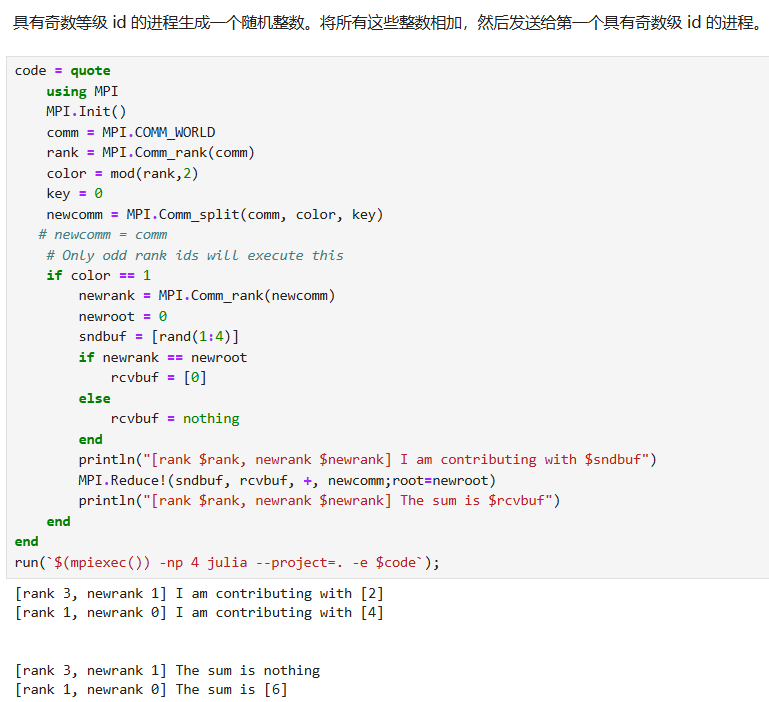 具有奇数等级 id 的进程生成一个随机整数。将所有这些整数相加，然后发送给第一个具有奇数级 id 的进程。
code = quote
    using MPI
    MPI.Init()
    comm = MPI.COMM_WORLD
    rank = MPI.Comm_rank(comm)
    color = mod(rank,2)
    key = 0
    newcomm = MPI.Comm_split(comm, color, key)
   # newcomm = comm
    # Only odd rank ids will execute this
    if color == 1
        newrank = MPI.Comm_rank(newcomm)
        newroot = 0
        sndbuf = [rand(1:4)]
        if newrank == newroot
            rcvbuf = [0]
        else
            rcvbuf = nothing
        end
        println("[rank $rank, newrank $newrank] I am contributing with $sndbuf")
        MPI.Reduce!(sndbuf, rcvbuf, +, newcomm;root=newroot)
        println("[rank $rank, newrank $newrank] The sum is $rcvbuf")
    end
end
run(`$(mpiexec()) -np 4 julia --project=. -e $code`);
[rank 3, newrank 1] I am contributing with [2]
[rank 1, newrank 0] I am contributing with [4]
[rank 3, newrank 1] The sum is nothing
[rank 1, newrank 0] The sum is [6]